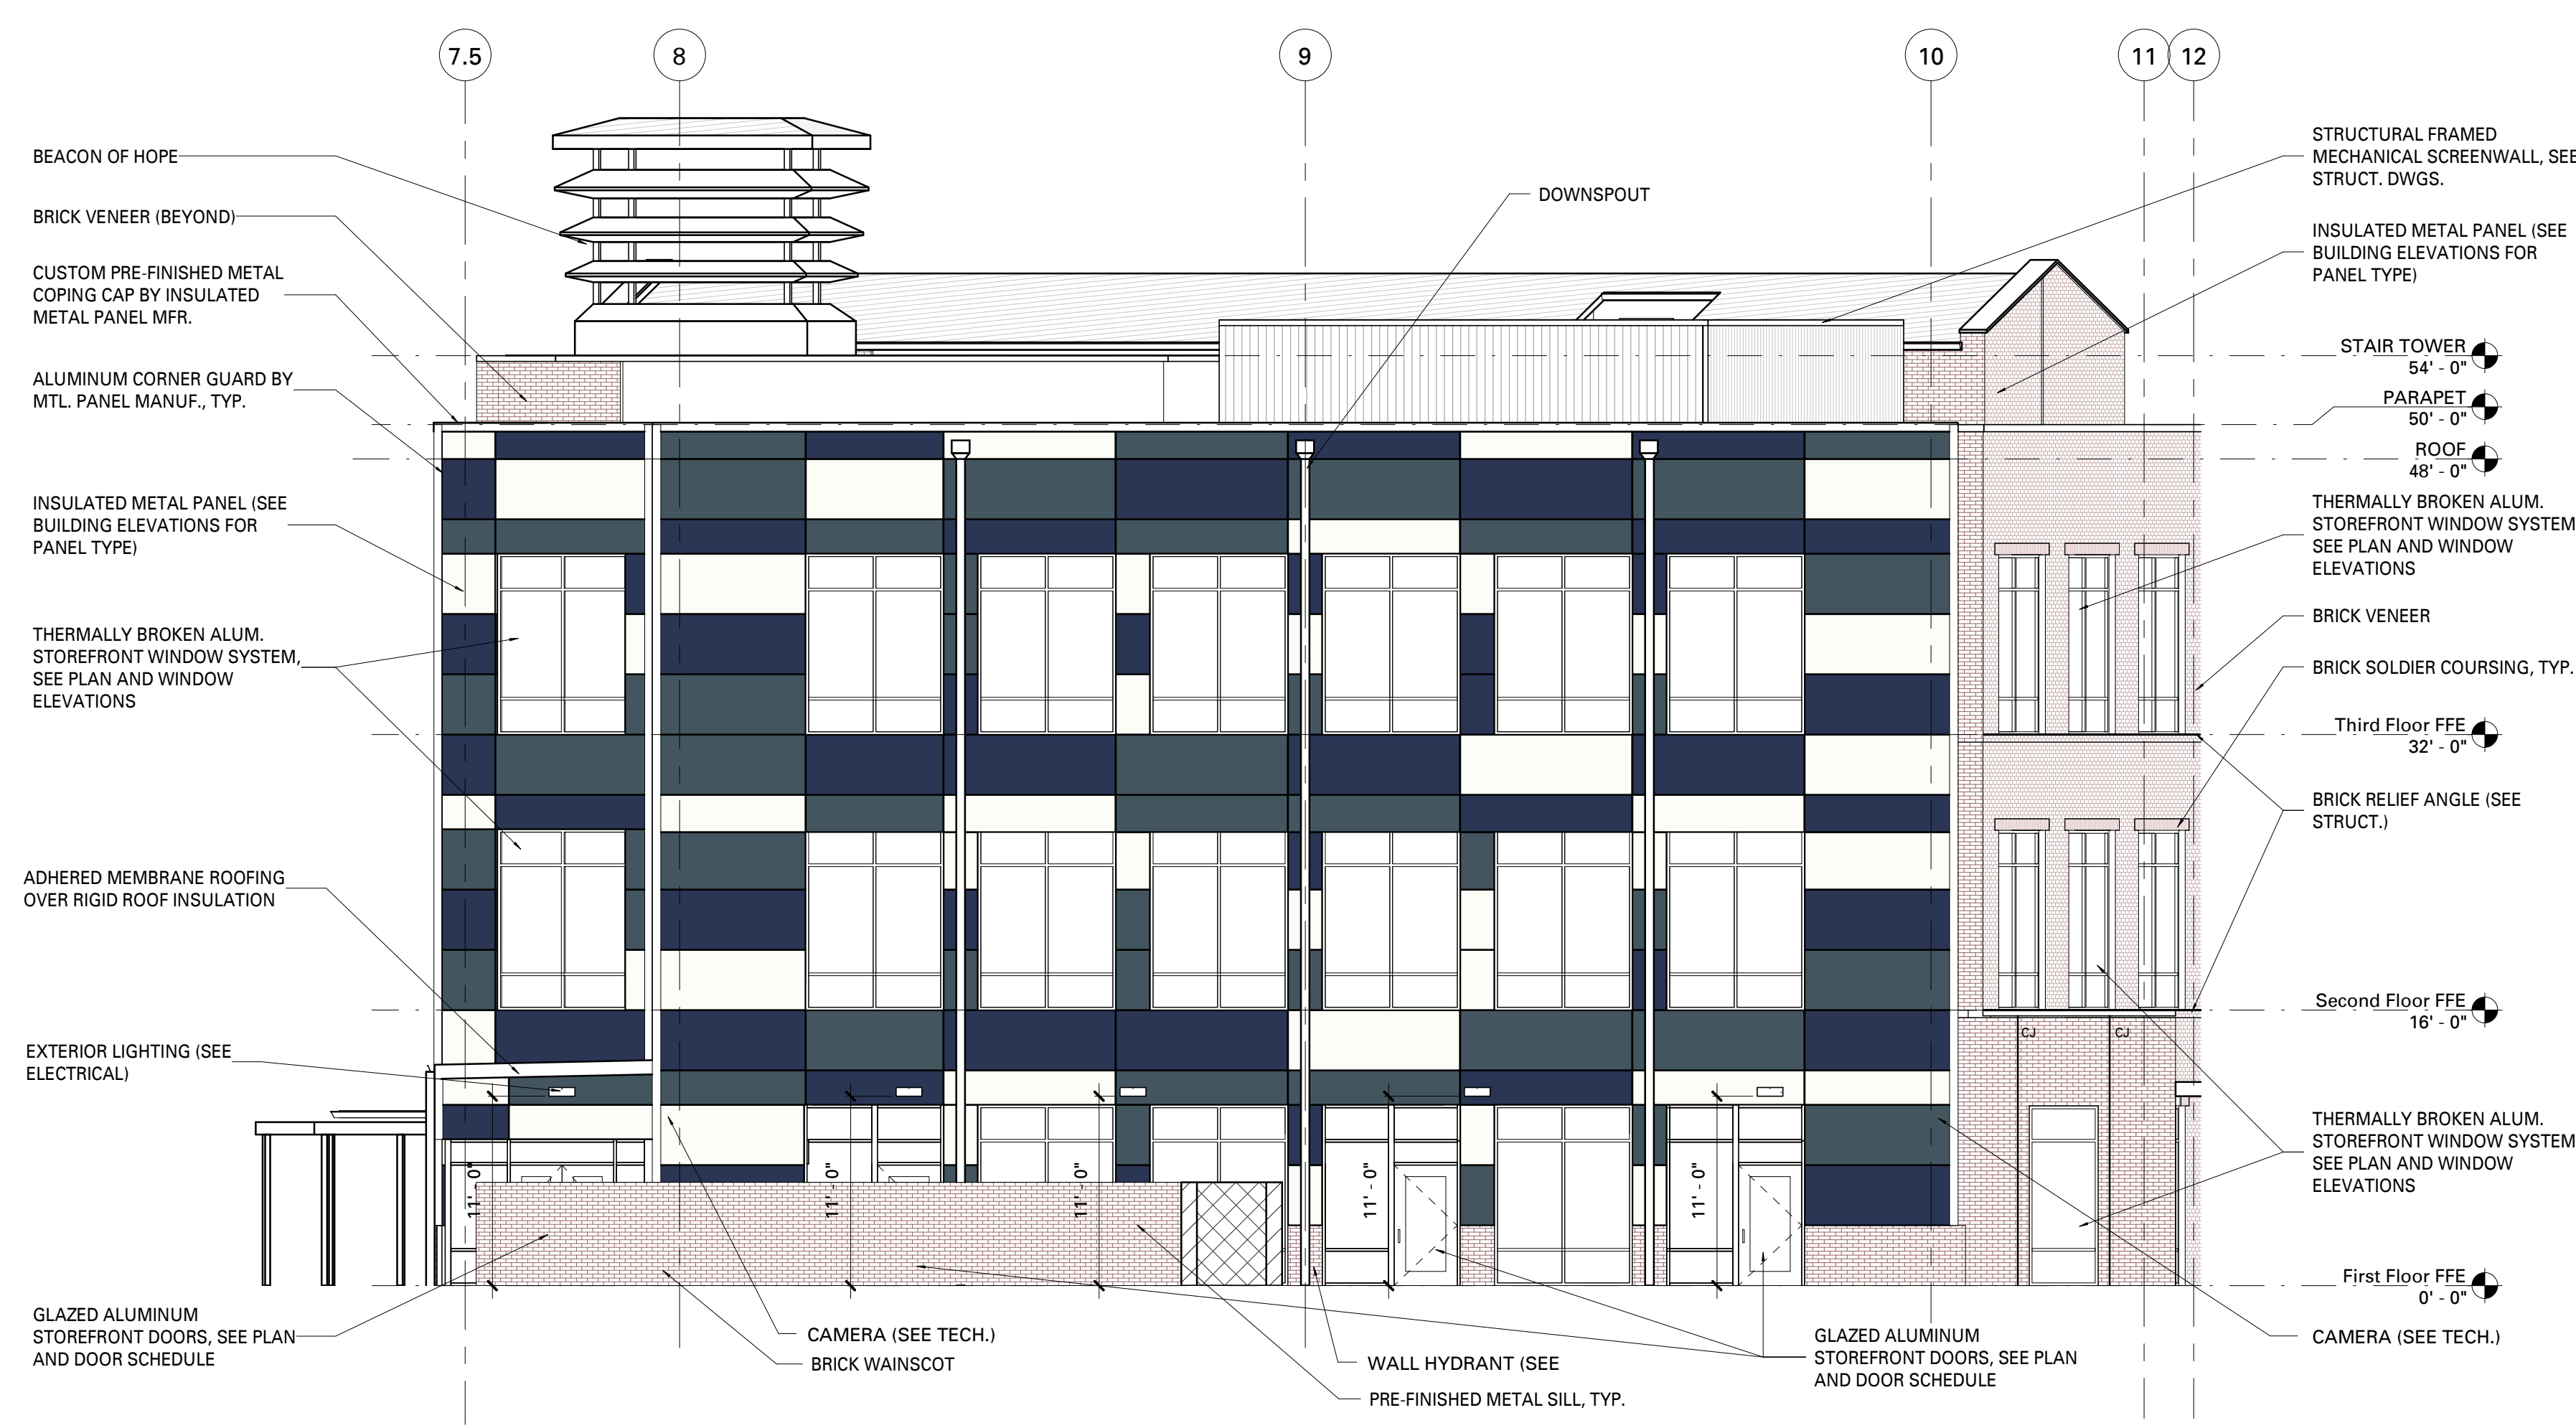 7.5
8
9
10
11
12
BEACON OF HOPE
BRICK VENEER (BEYOND)
CUSTOM PRE-FINISHED METAL
COPING CAP BY INSULATED
METAL PANEL MFR.
ALUMINUM CORNER GUARD BY
MTL. PANEL MANUF., TYP.
INSULATED METAL PANEL (SEE
BUILDING ELEVATIONS FOR
PANEL TYPE)
THERMALLY BROKEN ALUM.
STOREFRONT WINDOW SYSTEM,
SEE PLAN AND WINDOW
ELEVATIONS
ADHERED MEMBRANE ROOFING
OVER RIGID ROOF INSULATION
EXTERIOR LIGHTING (SEE
ELECTRICAL)
GLAZED ALUMINUM
STOREFRONT DOORS, SEE PLAN
AND DOOR SCHEDULE
DOWNSPOUT
11' - 0"
11' - 0"
11' - 0"
11' - 0"
11' - 0"
CJ
CJ
CAMERA (SEE TECH.)
BRICK WAINSCOT
WALL HYDRANT (SEE
PRE-FINISHED METAL SILL, TYP.
GLAZED ALUMINUM
STOREFRONT DOORS, SEE PLAN
AND DOOR SCHEDULE
STRUCTURAL FRAMED
MECHANICAL SCREENWALL, SEE
STRUCT. DWGS.
INSULATED METAL PANEL (SEE
BUILDING ELEVATIONS FOR
PANEL TYPE)
STAIR TOWER
54' - 0"
PARAPET
50' - 0"
ROOF
48' - 0"
THERMALLY BROKEN ALUM.
STOREFRONT WINDOW SYSTEM
SEE PLAN AND WINDOW
ELEVATIONS
BRICK VENEER
BRICK SOLDIER COURSING, TYP.
Third Floor FFE
32' - 0"
BRICK RELIEF ANGLE (SEE
STRUCT.)
Second Floor FFE
16' - 0"
THERMALLY BROKEN ALUM.
STOREFRONT WINDOW SYSTEM
SEE PLAN AND WINDOW
ELEVATIONS
First Floor FFE
0' - 0"
CAMERA (SEE TECH.)